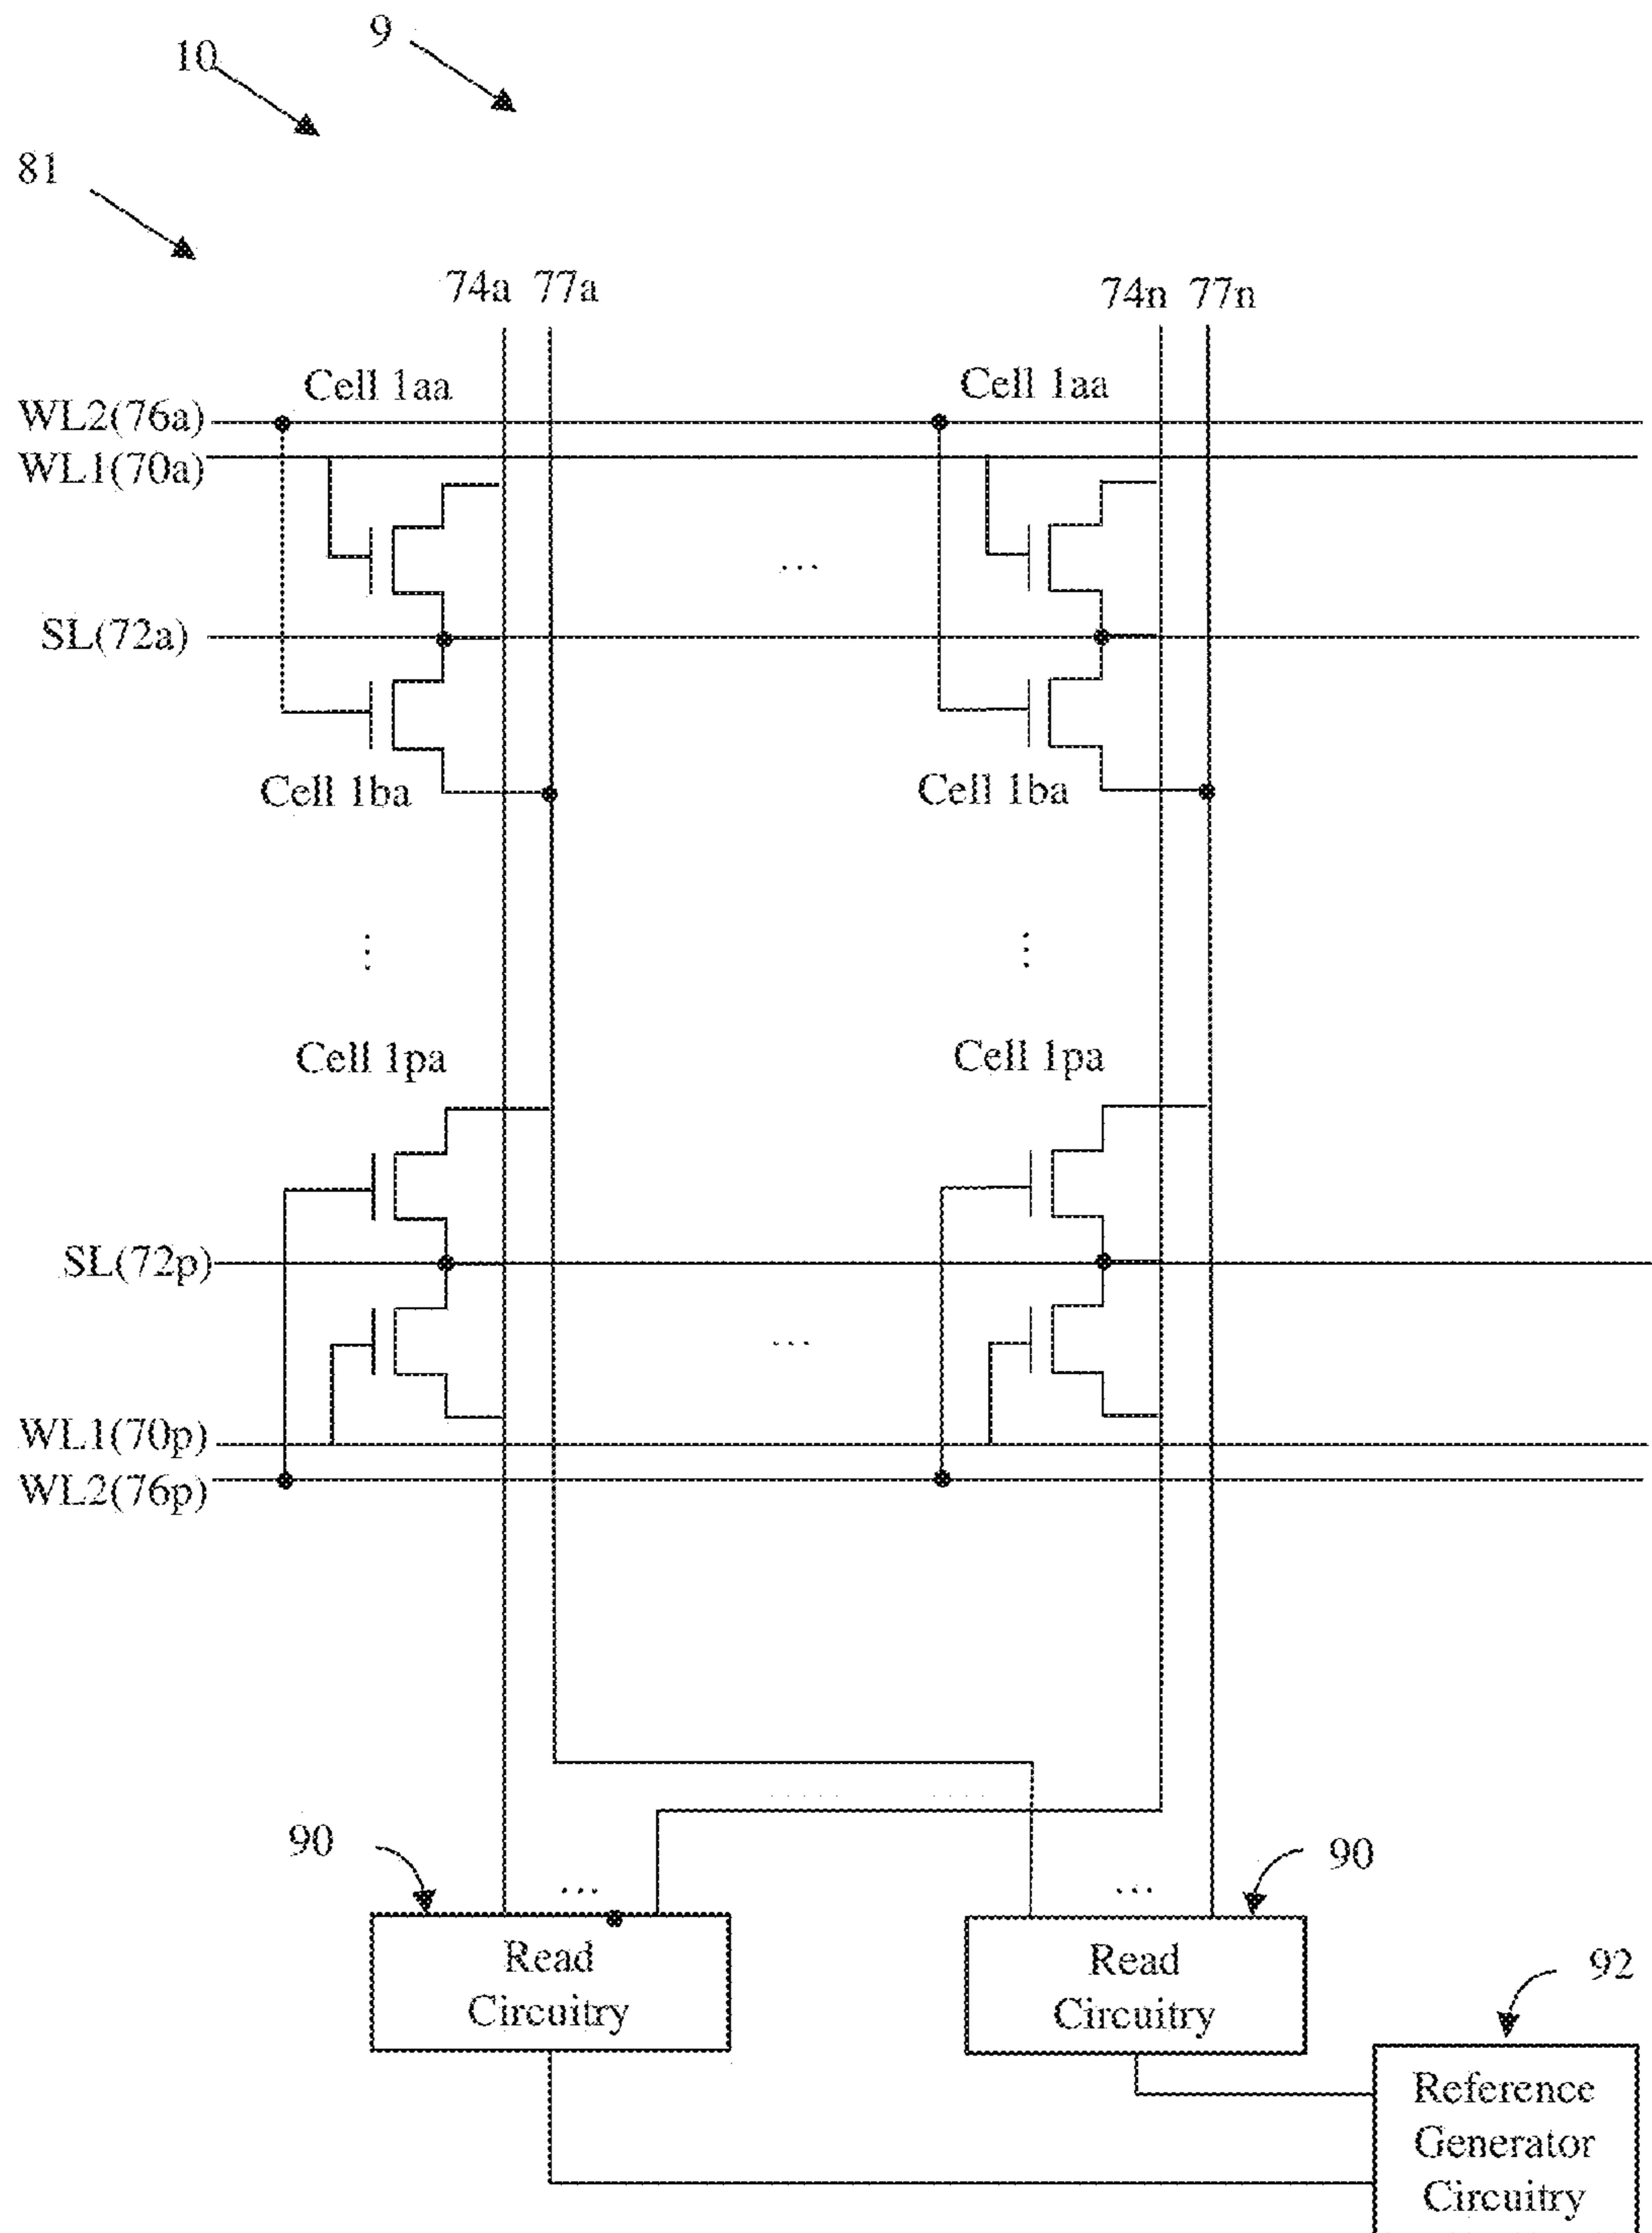 10
9
81
74a 77a
74n 77n
Cell 1aa
Cell 1aa
WL2(76a)
WL1(70a)
...
SL(72a)
Cell 1ba
Cell 1ba
Cell 1pa
Cell 1pa
SL(72p)
...
WL1(70p)
WL2(76p)
90
90
...
...
Read
Circuitry
Read
Circuitry
92
Reference
Generator
Circuitry